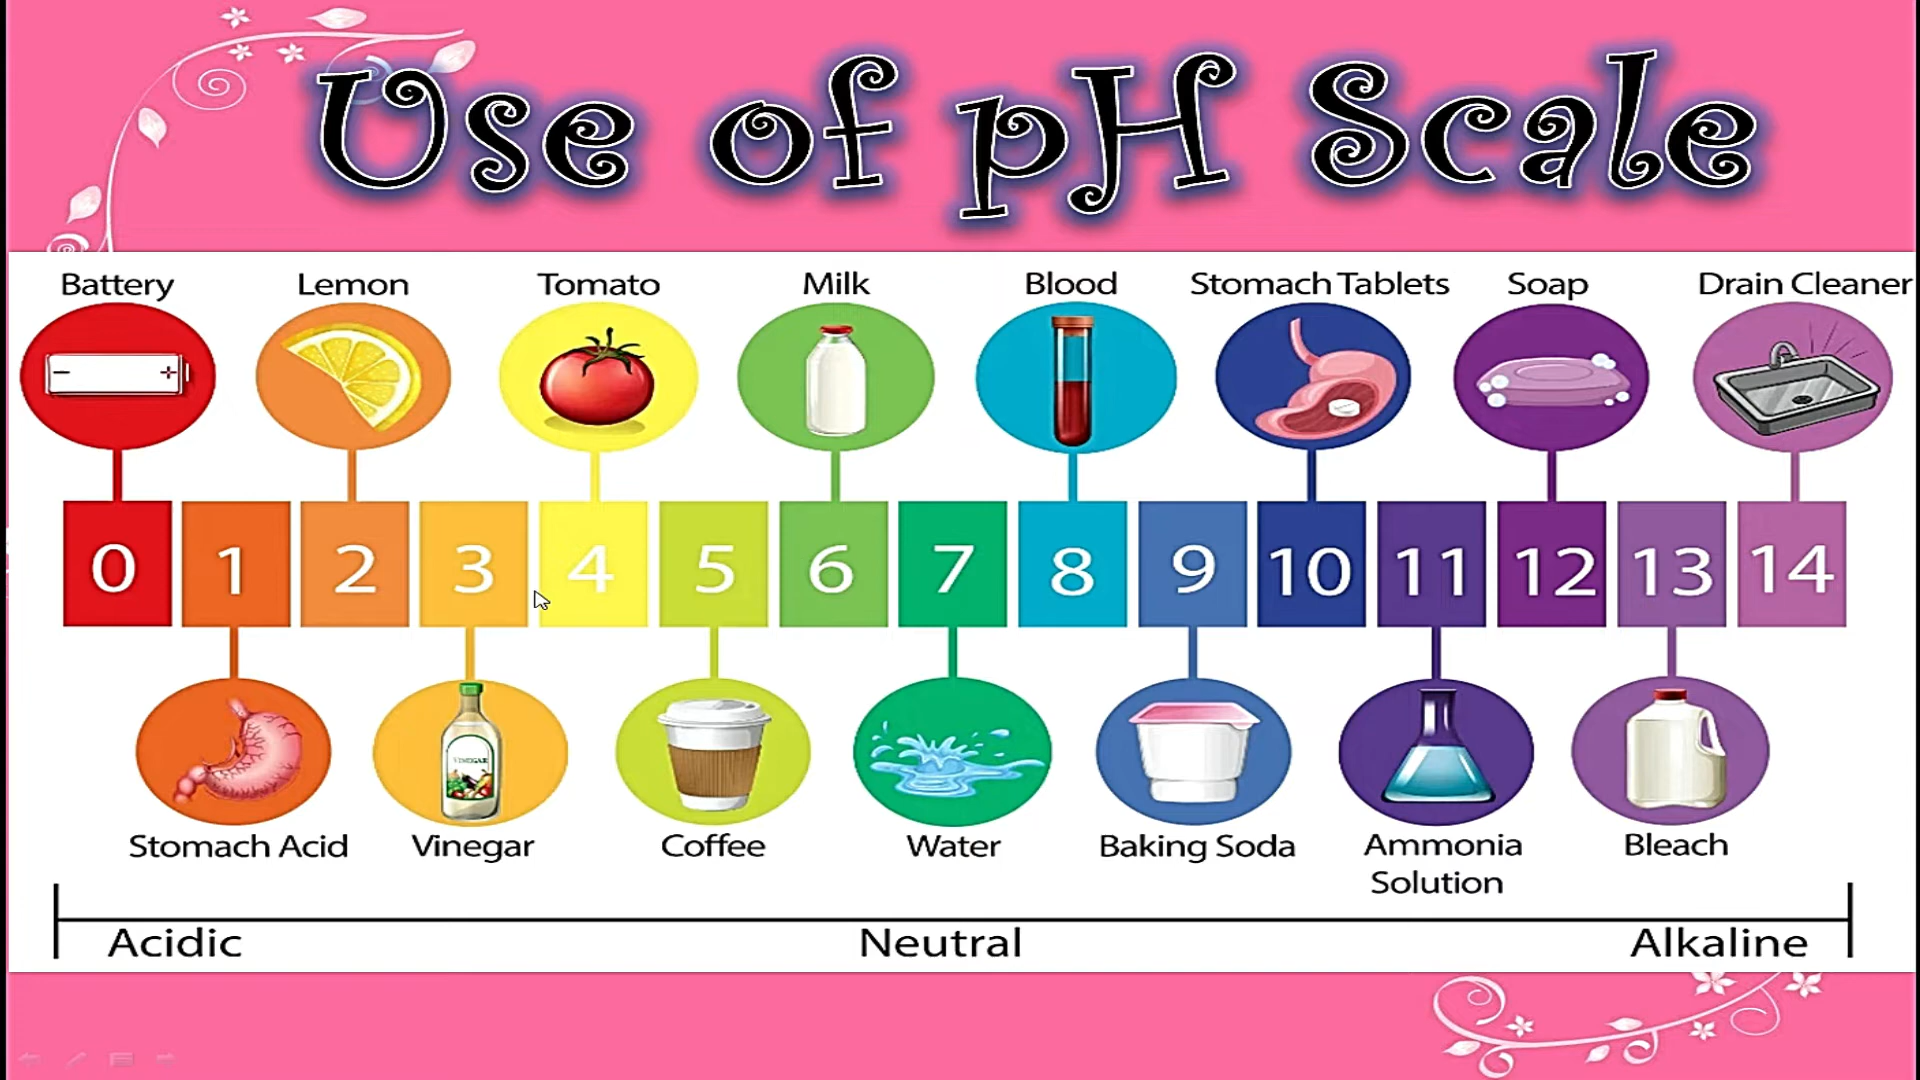 Use of pH Scale
Battery Lemon Tomato Milk Blood Stomach Tablets Soap Drain Cleaner
0 1 2 3 4 5 6 7 8 9 10 11 12 13 14
VINEGAR
Stomach Acid Vinegar Coffee Water Baking Soda Ammonia Bleach
Solution
Acidic Neutral Alkaline